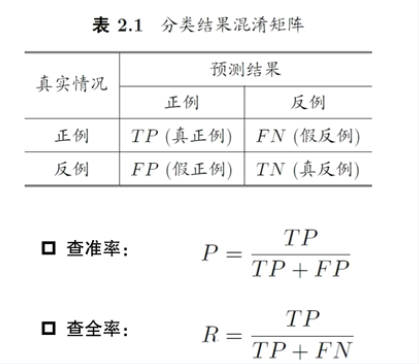 表 2.1 分类结果混淆矩阵
真实情况 预测结果
正例 反例
正例 TP (真正例) FN (假反例)
反例 FP (假正例) TN (真反例)
查准率： P = TP / (TP + FP)
查全率： R = TP / (TP + FN)